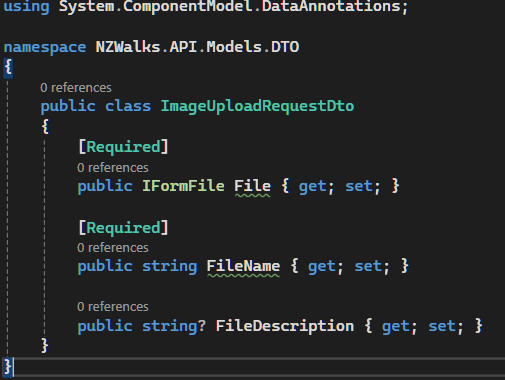 using System.ComponentModel.DataAnnotations;
namespace NZWalks.API.Models.DTO
{
0 references
public class ImageUploadRequestDto
{
[Required]
0 references
public IFormFile File { get; set; }
[Required]
0 references
public string FileName { get; set; }
0 references
public string? FileDescription { get; set; }
}
}